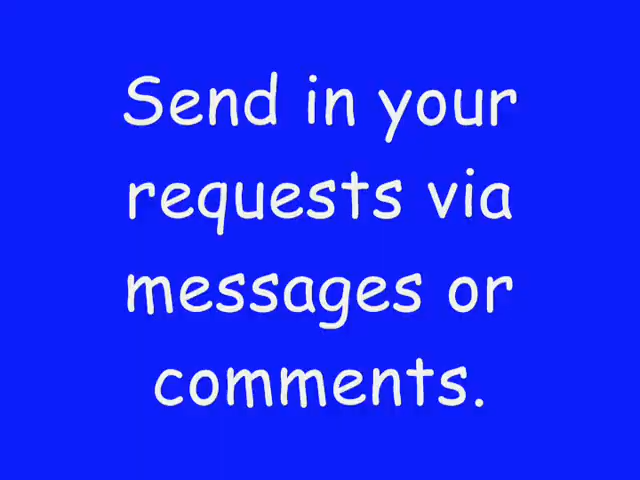 Send in your
requests via
messages or
comments.